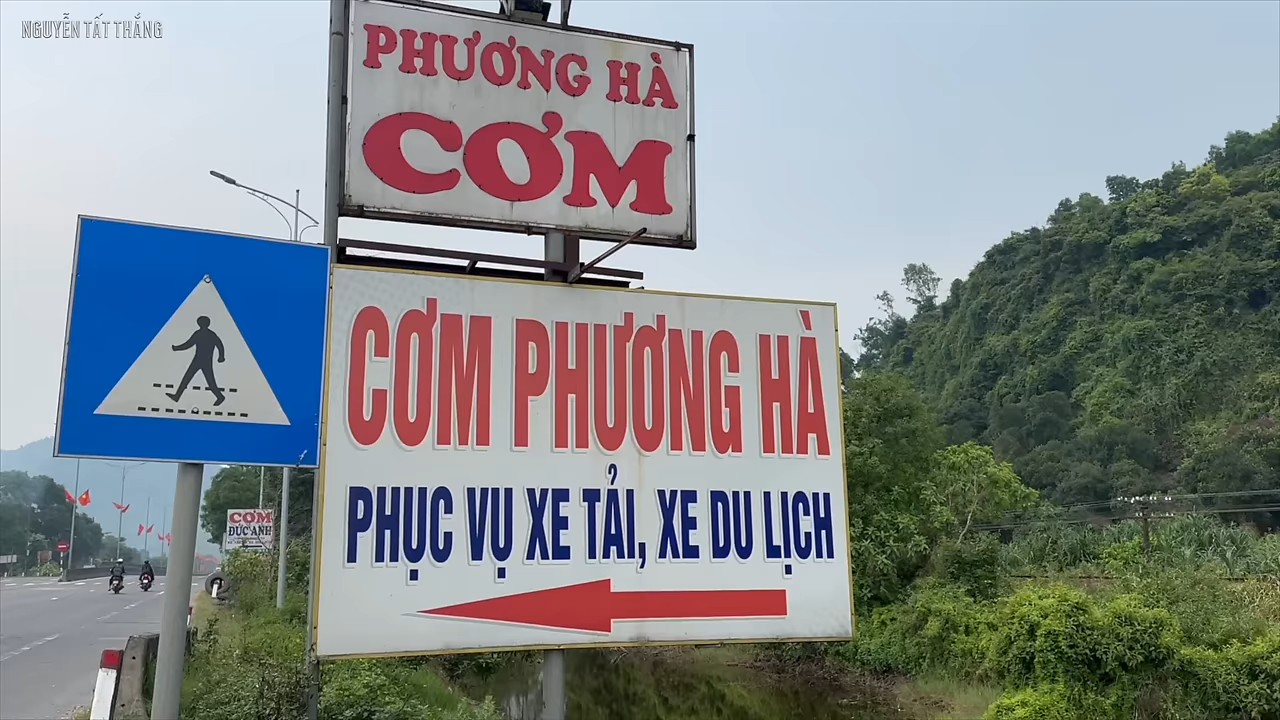 NGUYỄN TẤT THẮNG
PHƯƠNG HÀ
CƠM
CƠM PHƯƠNG HÀ
PHỤC VỤ XE TẢI, XE DU LỊCH
CƠM
ĐỨC ANH